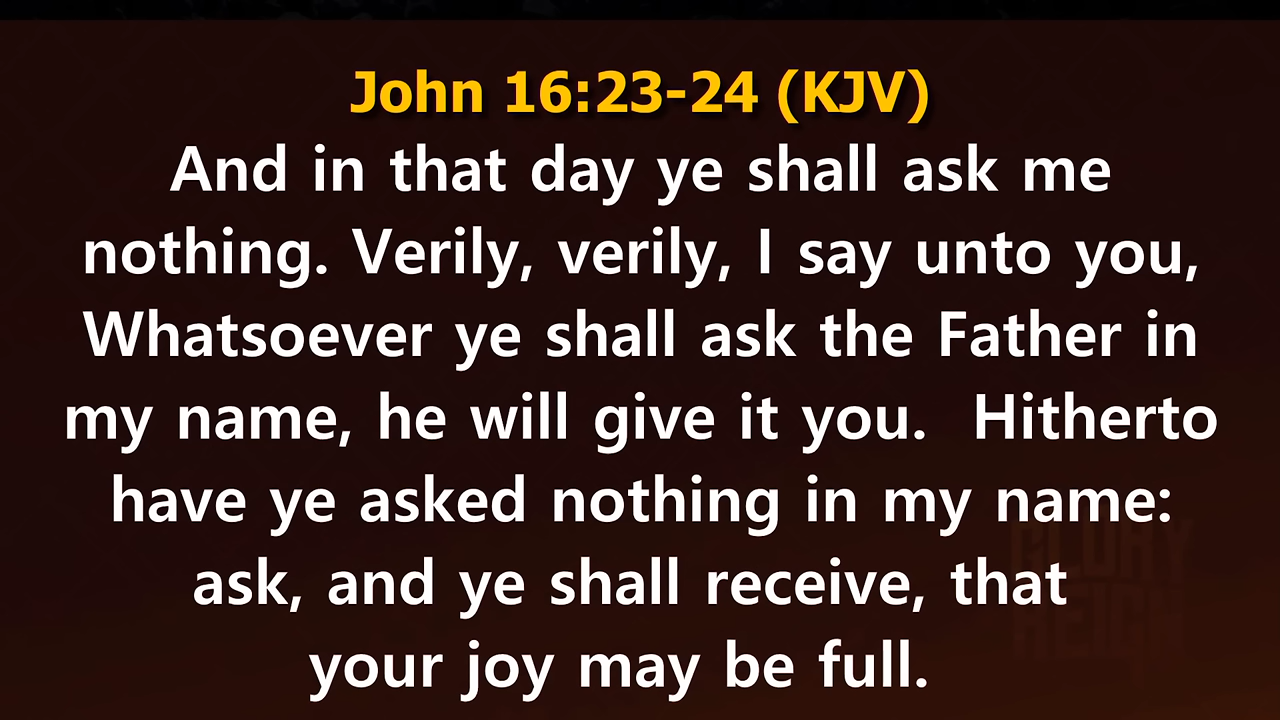 John 16:23-24 (KJV)
And in that day ye shall ask me
nothing. Verily, verily, I say unto you,
Whatsoever ye shall ask the Father in
my name, he will give it you.  Hitherto
have ye asked nothing in my name:
ask, and ye shall receive, that
your joy may be full.
GLORY
REIGN